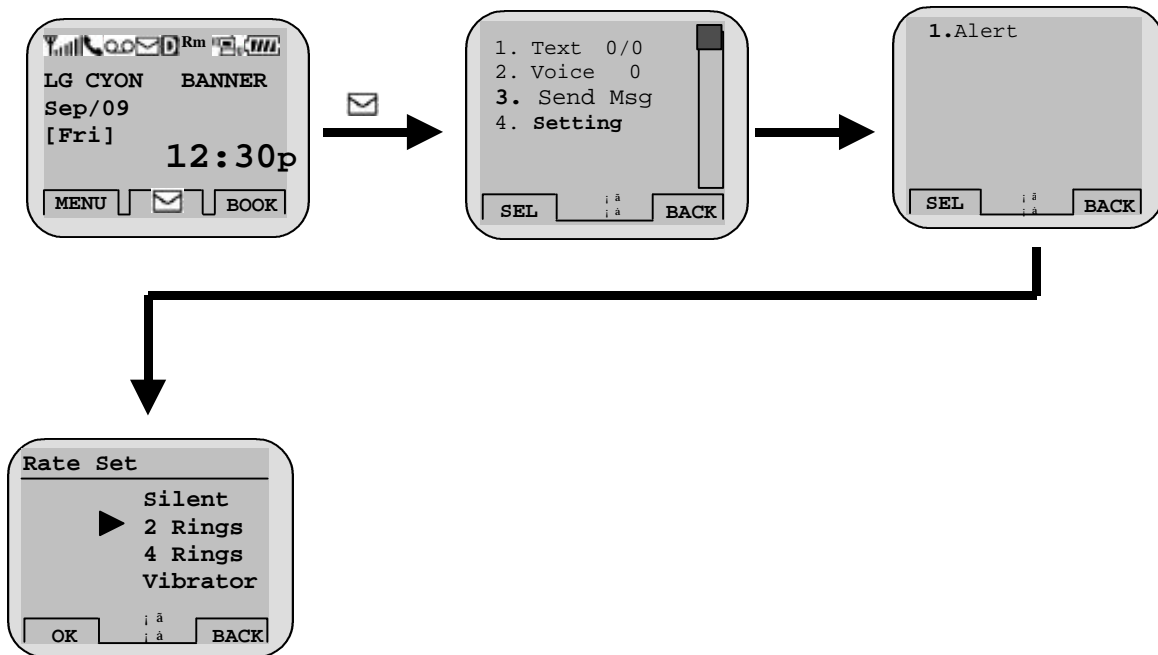 Rm
LG CYON BANNER
Sep/09
[Fri]
12:30p
MENU BOOK
1. Text 0/0
2. Voice 0
3. Send Msg
4. Setting
SEL ¡ ã BACK
¡ á
1.Alert
SEL ¡ ã BACK
¡ á
Rate Set
Silent
2 Rings
4 Rings
Vibrator
OK ¡ ã BACK
¡ á